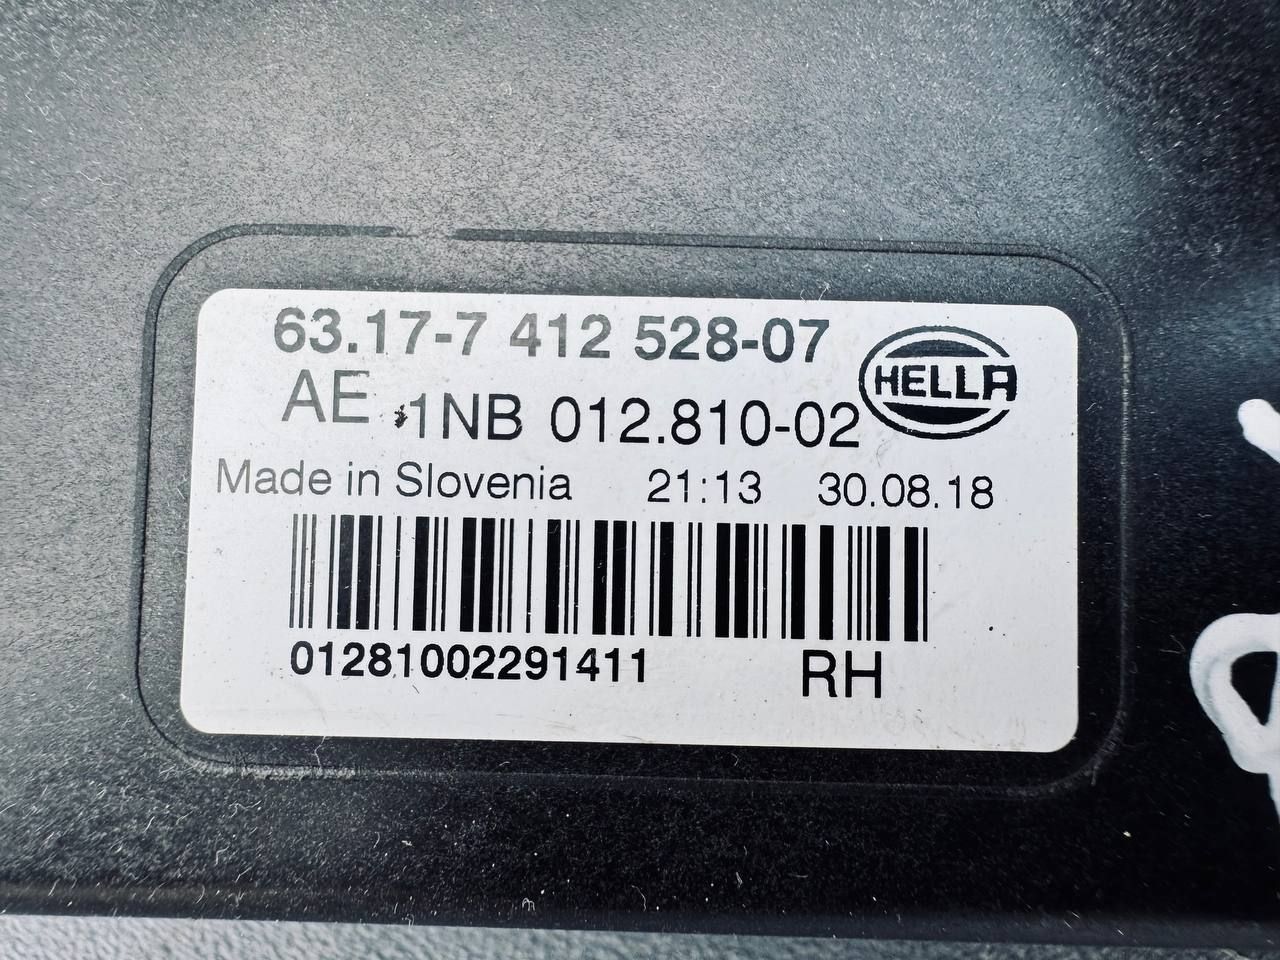 63.17-7 412 528-07
HELLA
AE 1NB 012.810-02
Made in Slovenia 21:13 30.08.18
01281002291411 RH